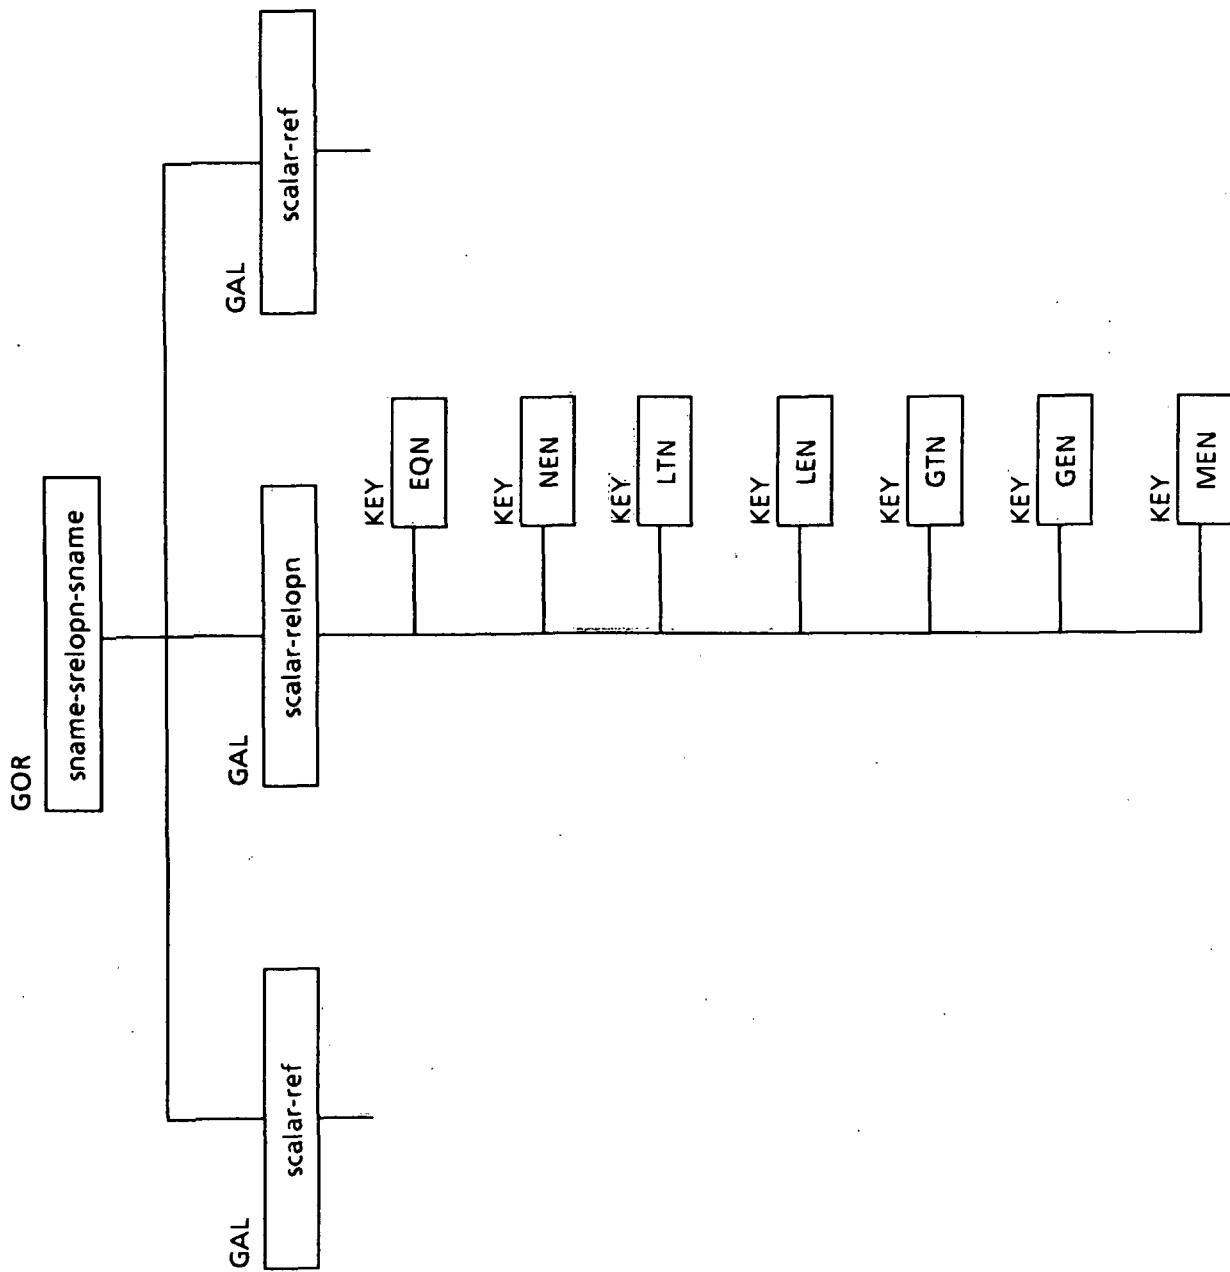 GOR
sname-srelopn-sname
GAL
scalar-ref
GAL
scalar-relopn
GAL
scalar-ref
KEY
EQN
KEY
NEN
KEY
LTN
KEY
LEN
KEY
GTN
KEY
GEN
KEY
MEN